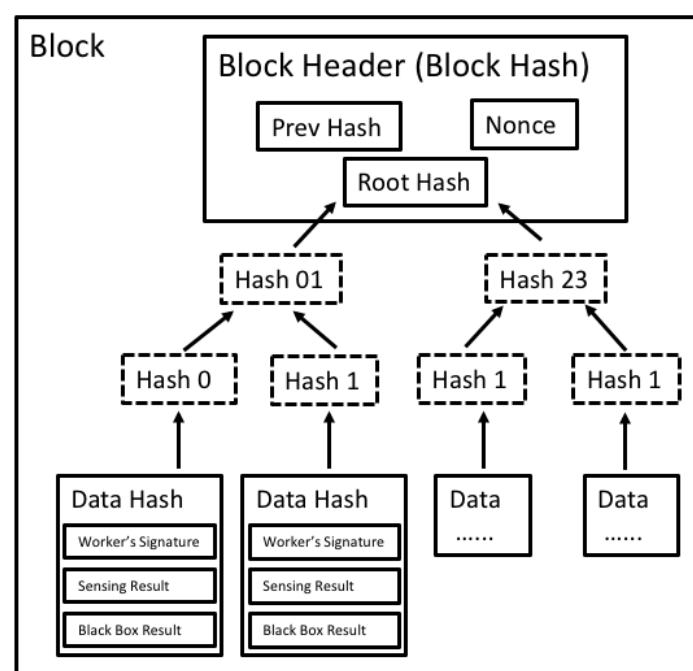 Block
Block Header (Block Hash)
Prev Hash
Nonce
Root Hash
Hash 01
Hash 23
Hash 0
Hash 1
Hash 1
Hash 1
Data Hash
Worker's Signature
Sensing Result
Black Box Result
Data Hash
Worker's Signature
Sensing Result
Black Box Result
Data
......
Data
......